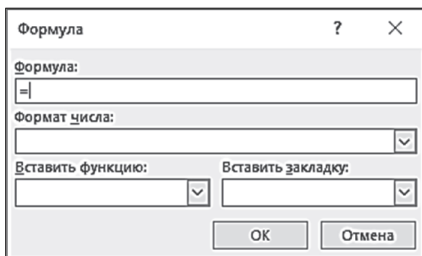 Формула ?
Формула:
=
Формат числа:
Вставить функцию: Вставить закладку:
ОК Отмена